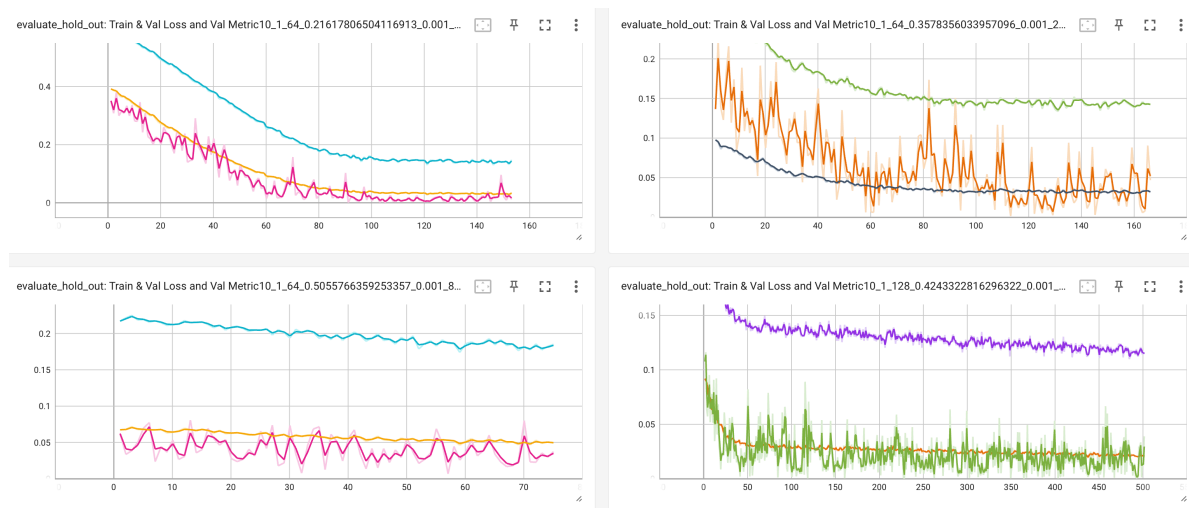 evaluate_hold_out: Train & Val Loss and Val Metric10_1_64_0.21617806504116913_0.001_...
0.4
0.2
0
0 20 40 60 80 100 120 140 160
evaluate_hold_out: Train & Val Loss and Val Metric10_1_64_0.3578356033957096_0.001_2...
0.2
0.15
0.1
0.05
0 20 40 60 80 100 120 140 160
evaluate_hold_out: Train & Val Loss and Val Metric10_1_64_0.5055766359253357_0.001_8...
0.2
0.15
0.1
0.05
0 10 20 30 40 50 60 70
evaluate_hold_out: Train & Val Loss and Val Metric10_1_128_0.4243322816296322_0.001_...
0.15
0.1
0.05
0 50 100 150 200 250 300 350 400 450 500